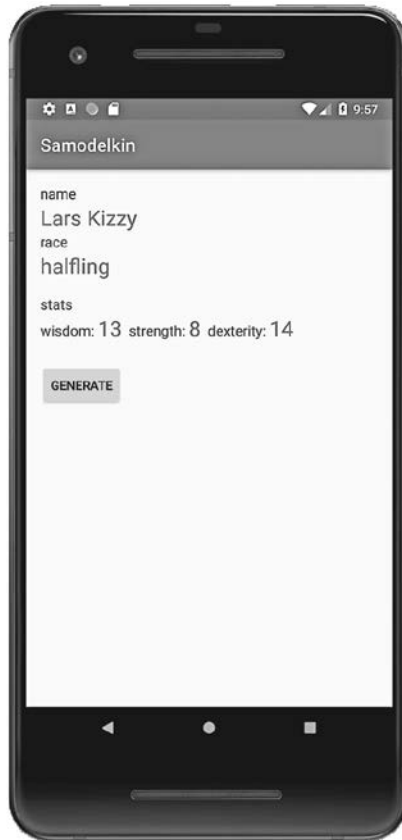 9:57
Samodelkin
name
Lars Kizzy
race
halfling
stats
wisdom: 13 strength: 8 dexterity: 14
GENERATE